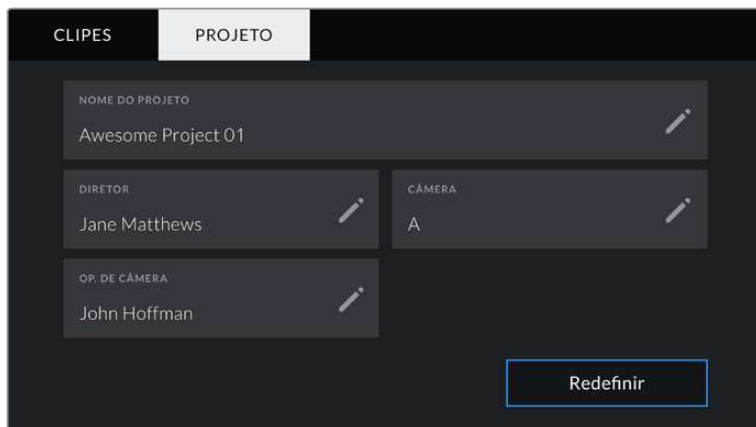 CLIPES PROJETO
NOME DO PROJETO
Awesome Project 01
DIRETOR CÂMERA
Jane Matthews A
OP. DE CÂMERA
John Hoffman
Redefinir